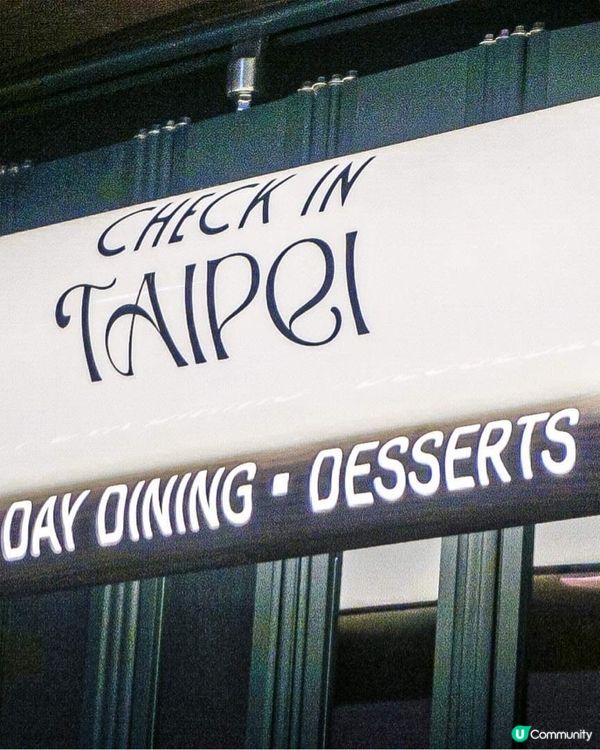 CHECK IN
TAIPEI
DAY DINING ▪ DESSERTS
U Community